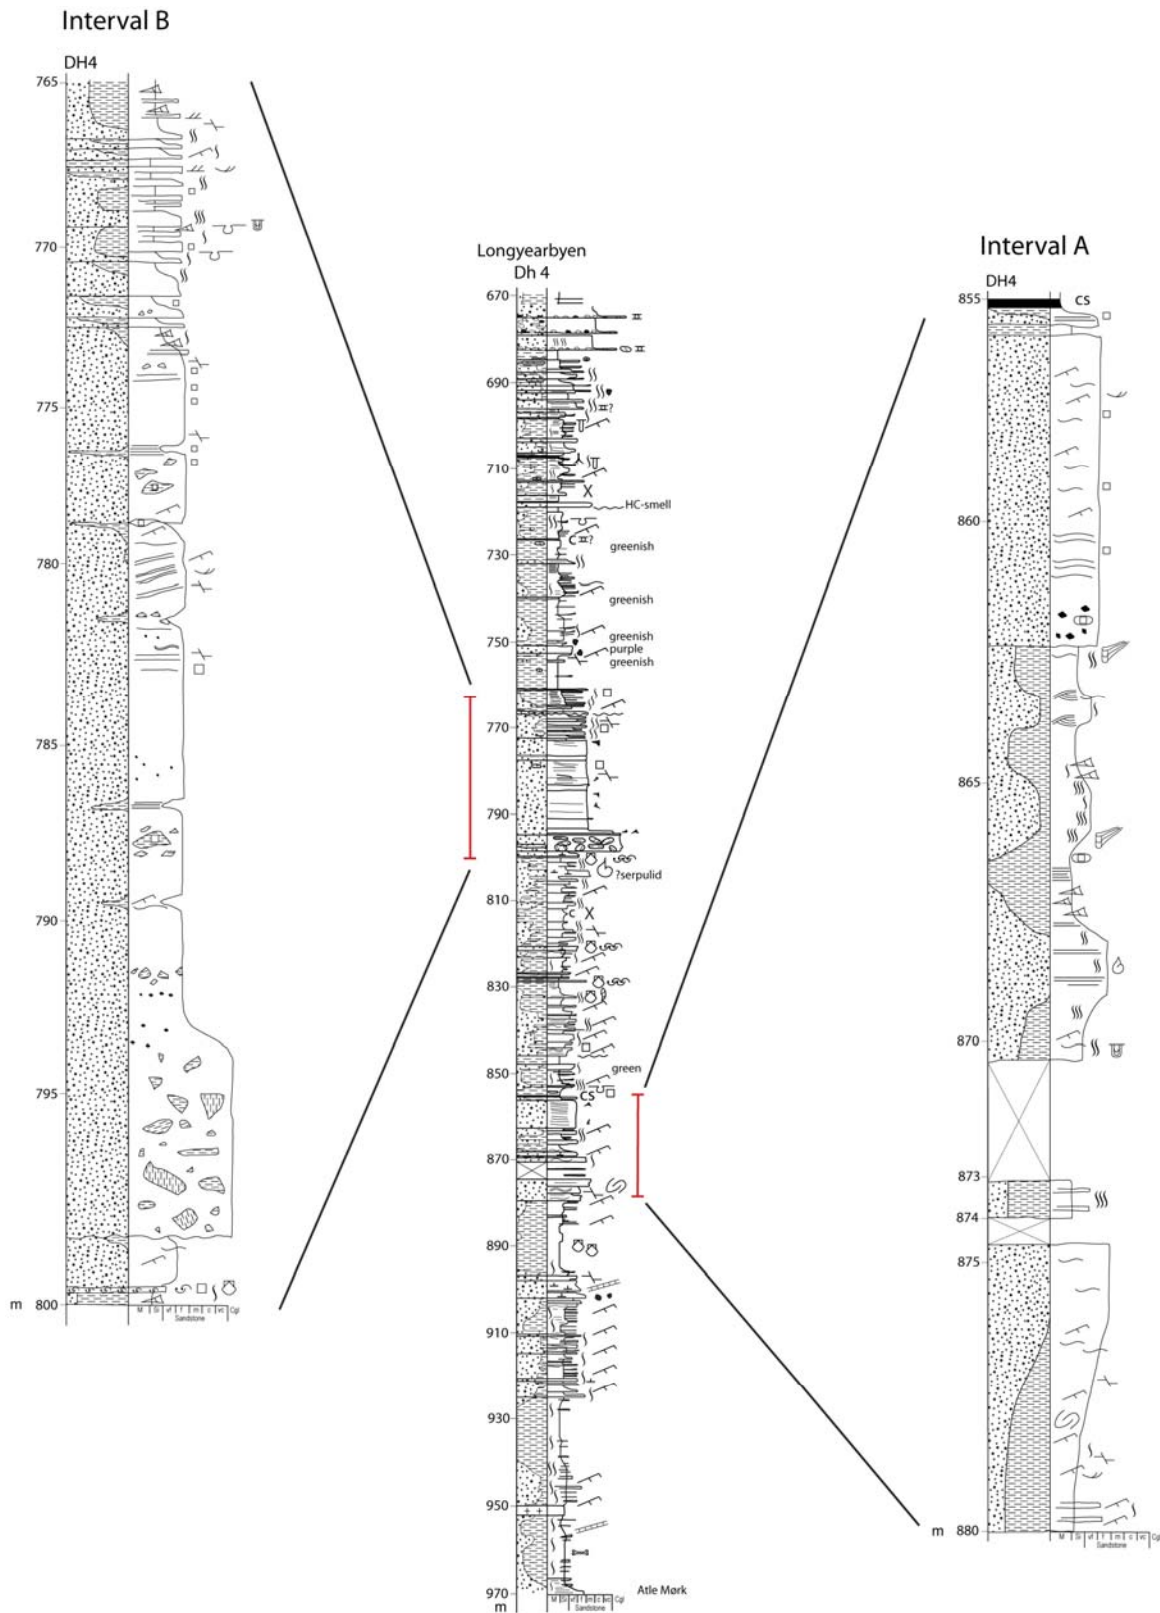 Interval B
DH4
765
770
775
780
785
790
795
m 800
M Si vf f m c vc Cgl
Sandstone
Longyearbyen
Dh 4
670
690
710
730
750
770
790
810
830
850
870
890
910
930
950
970
m
?
X
HC-smell
C ?
greenish
greenish
greenish
purple
greenish
?serpulid
C X
green
CS
Atle Mørk
M Si vf f m c vc Cgl
Sandstone
Interval A
DH4
855
CS
860
865
870
873
874
875
m 880
M Si vf f m c vc Cgl
Sandstone